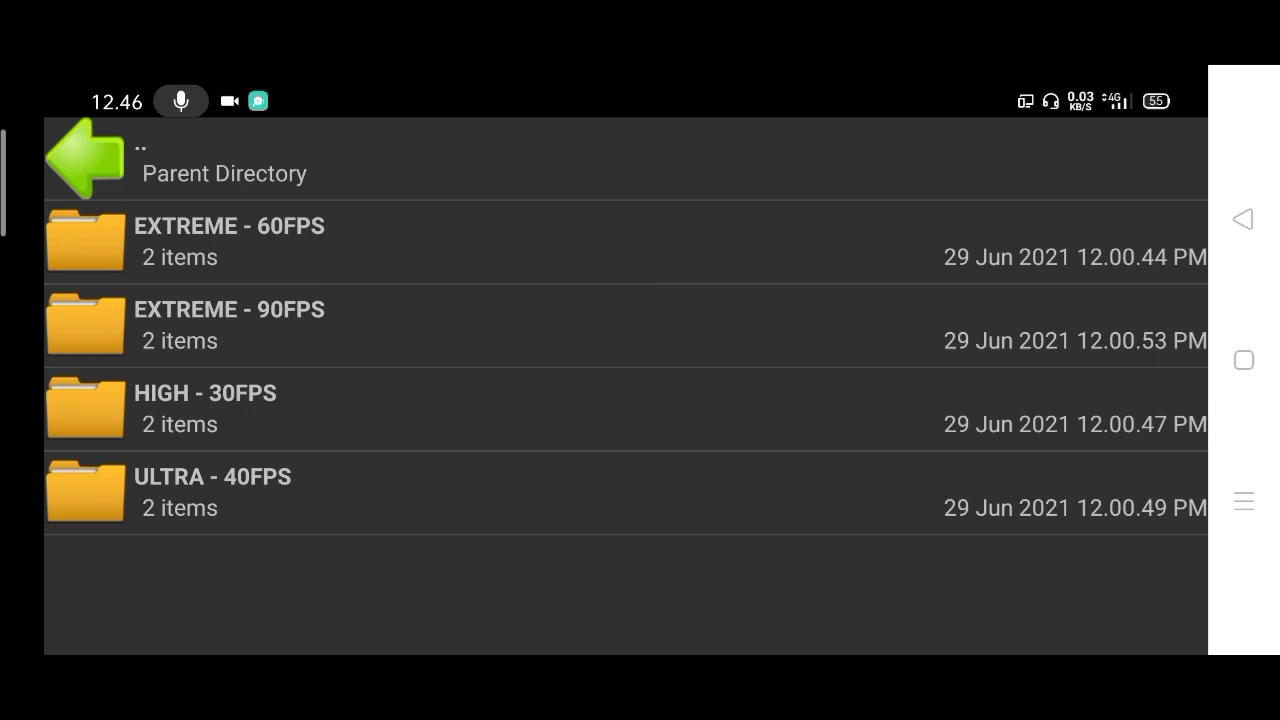 12.46
0.03
KB/S
4G
55
..
Parent Directory
EXTREME - 60FPS
2 items
29 Jun 2021 12.00.44 PM
EXTREME - 90FPS
2 items
29 Jun 2021 12.00.53 PM
HIGH - 30FPS
2 items
29 Jun 2021 12.00.47 PM
ULTRA - 40FPS
2 items
29 Jun 2021 12.00.49 PM